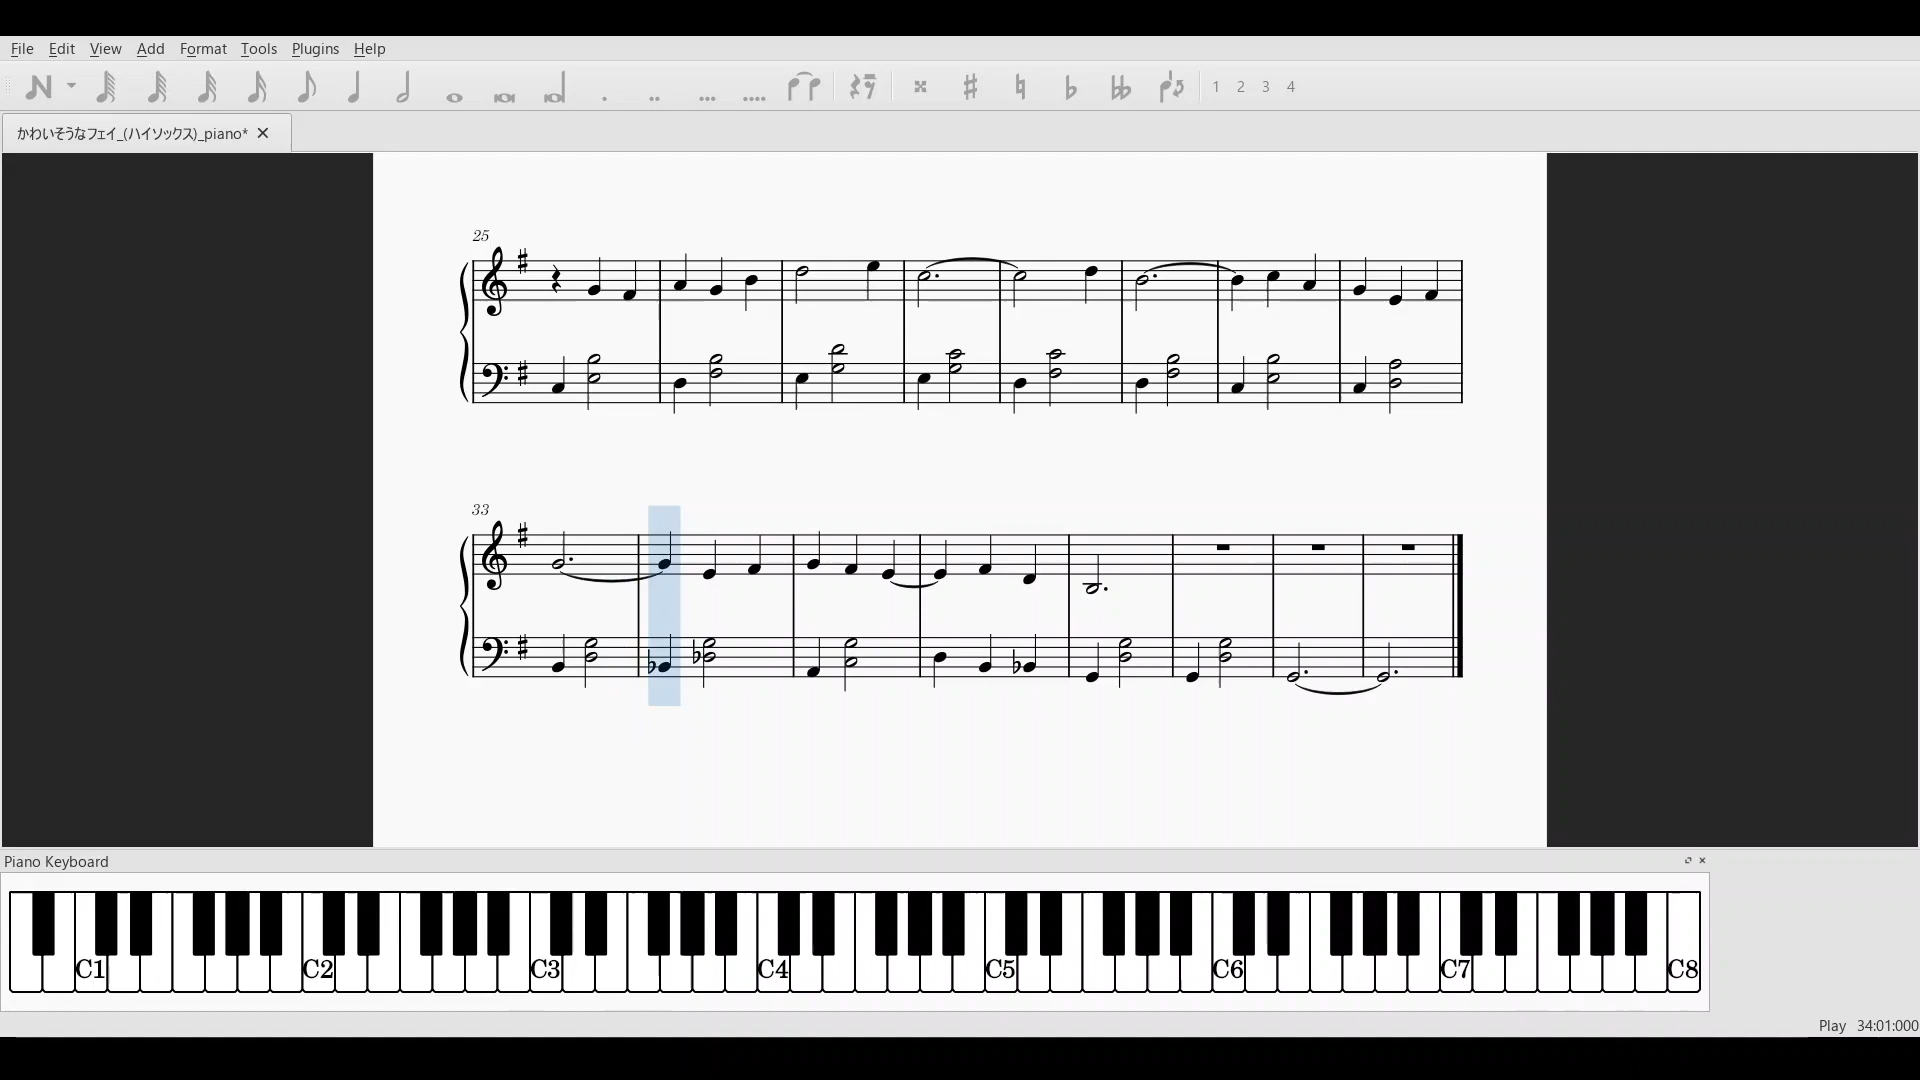 File Edit View Add Format Tools Plugins Help
1 2 3 4
かわいそうなフェイ_(ハイソックス)_piano*
25
33
Piano Keyboard
C1 C2 C3 C4 C5 C6 C7 C8
Play 34:01:000